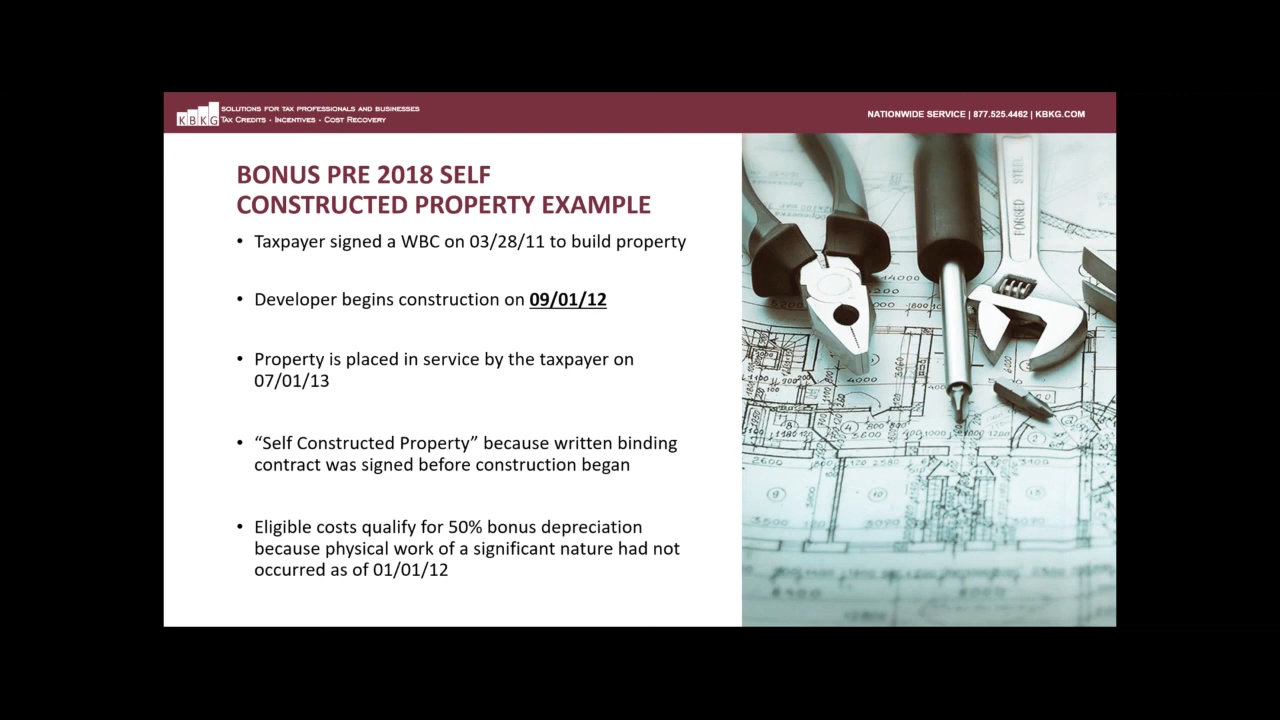 KBKG
SOLUTIONS FOR TAX PROFESSIONALS AND BUSINESSES
TAX CREDITS · INCENTIVES · COST RECOVERY
NATIONWIDE SERVICE | 877.525.4462 | KBKG.COM
BONUS PRE 2018 SELF
CONSTRUCTED PROPERTY EXAMPLE
• Taxpayer signed a WBC on 03/28/11 to build property
• Developer begins construction on 09/01/12
• Property is placed in service by the taxpayer on
07/01/13
• “Self Constructed Property” because written binding
contract was signed before construction began
• Eligible costs qualify for 50% bonus depreciation
because physical work of a significant nature had not
occurred as of 01/01/12
FORGED STEEL
14000
4000
2600